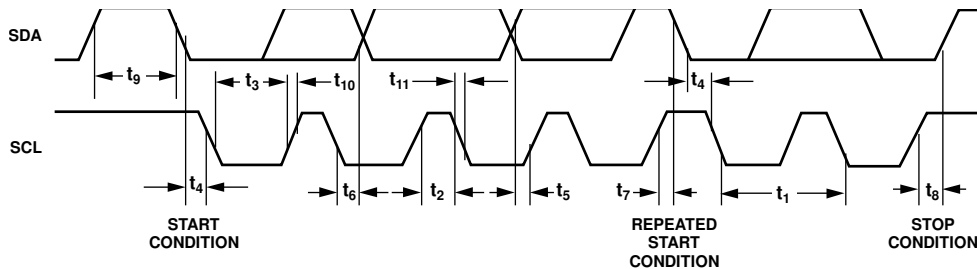 SDA
t9
t3
t10
t11
t4
SCL
t4
t6
t2
t5
t7
t1
t8
START
CONDITION
REPEATED
START
CONDITION
STOP
CONDITION